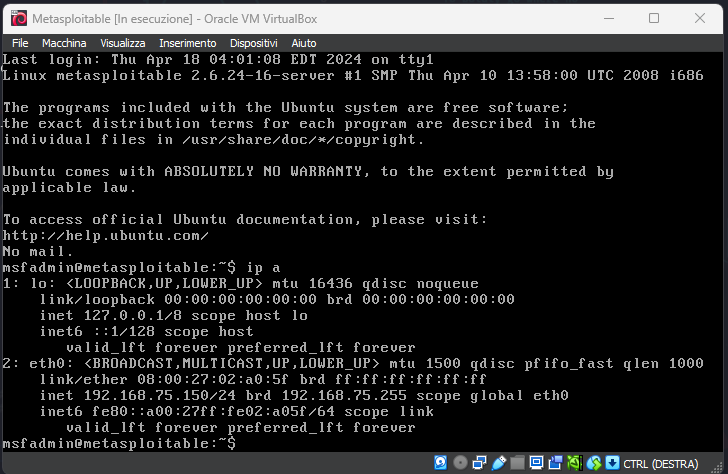 Metasploitable [In esecuzione] - Oracle VM VirtualBox
File Macchina Visualizza Inserimento Dispositivi Aiuto
Last login: Thu Apr 18 04:01:08 EDT 2024 on tty1
Linux metasploitable 2.6.24-16-server #1 SMP Thu Apr 10 13:58:00 UTC 2008 i686
The programs included with the Ubuntu system are free software;
the exact distribution terms for each program are described in the
individual files in /usr/share/doc/*/copyright.
Ubuntu comes with ABSOLUTELY NO WARRANTY, to the extent permitted by
applicable law.
To access official Ubuntu documentation, please visit:
http://help.ubuntu.com/
No mail.
msfadmin@metasploitable:~$ ip a
1: lo: <LOOPBACK,UP,LOWER_UP> mtu 16436 qdisc noqueue
    link/loopback 00:00:00:00:00:00 brd 00:00:00:00:00:00
    inet 127.0.0.1/8 scope host lo
    inet6 ::1/128 scope host
       valid_lft forever preferred_lft forever
2: eth0: <BROADCAST,MULTICAST,UP,LOWER_UP> mtu 1500 qdisc pfifo_fast qlen 1000
    link/ether 08:00:27:02:a0:5f brd ff:ff:ff:ff:ff:ff
    inet 192.168.75.150/24 brd 192.168.75.255 scope global eth0
    inet6 fe80::a00:27ff:fe02:a05f/64 scope link
       valid_lft forever preferred_lft forever
msfadmin@metasploitable:~$
CTRL (DESTRA)